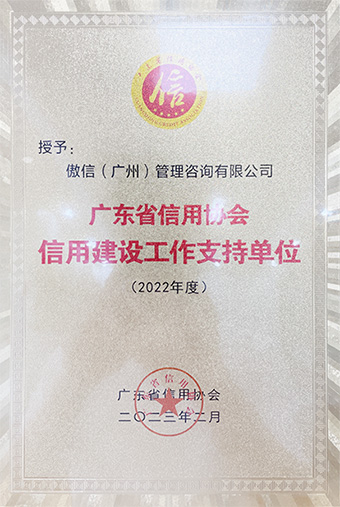 信
授予：
傲信（广州）管理咨询有限公司
广东省信用协会
信用建设工作支持单位
（2022年度）
广东省信用协会
二〇二三年二月